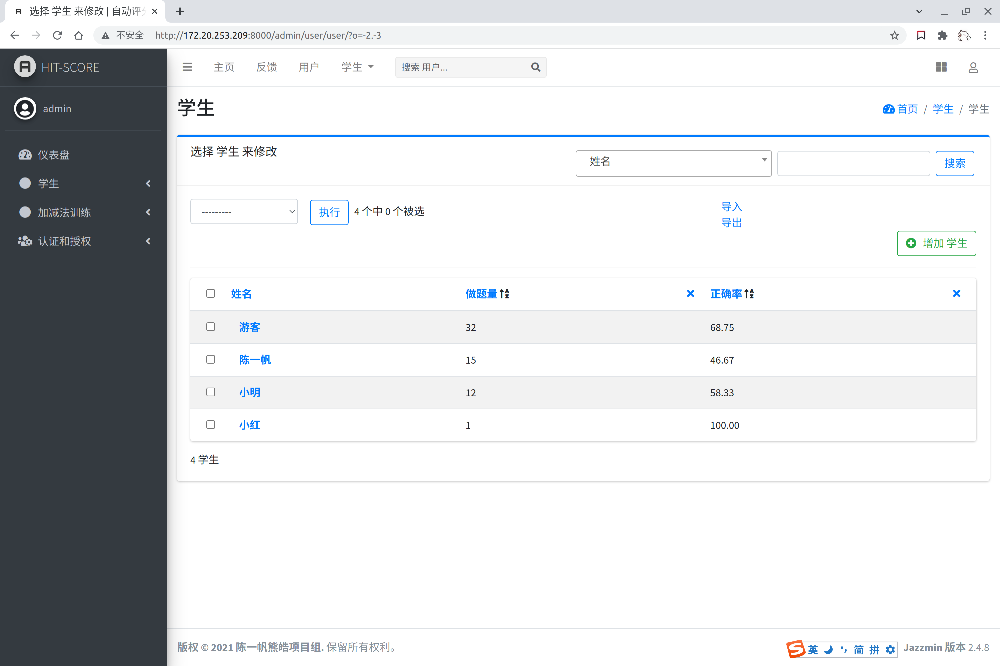 选择 学生 来修改 | 自动评
不安全 | http://172.20.253.209:8000/admin/user/user/?o=-2.-3
HIT-SCORE
主页 反馈 用户 学生
搜索 用户...
admin
学生
首页 / 学生 / 学生
仪表盘
学生
加减法训练
认证和授权
选择 学生 来修改
姓名
搜索
---------
执行
4 个中 0 个被选
导入
导出
增加 学生
姓名 做题量 正确率
游客 32 68.75
陈一帆 15 46.67
小明 12 58.33
小红 1 100.00
4 学生
版权 © 2021 陈一帆熊皓项目组. 保留所有权利。
英 简 拼
Jazzmin 版本 2.4.8